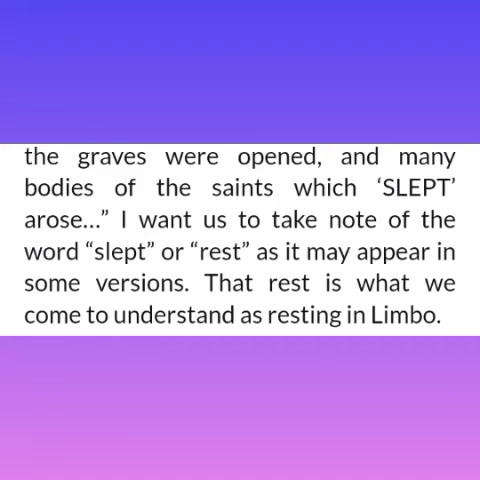 the graves were opened, and many
bodies of the saints which ‘SLEPT’
arose...” I want us to take note of the
word “slept” or “rest” as it may appear in
some versions. That rest is what we
come to understand as resting in Limbo.